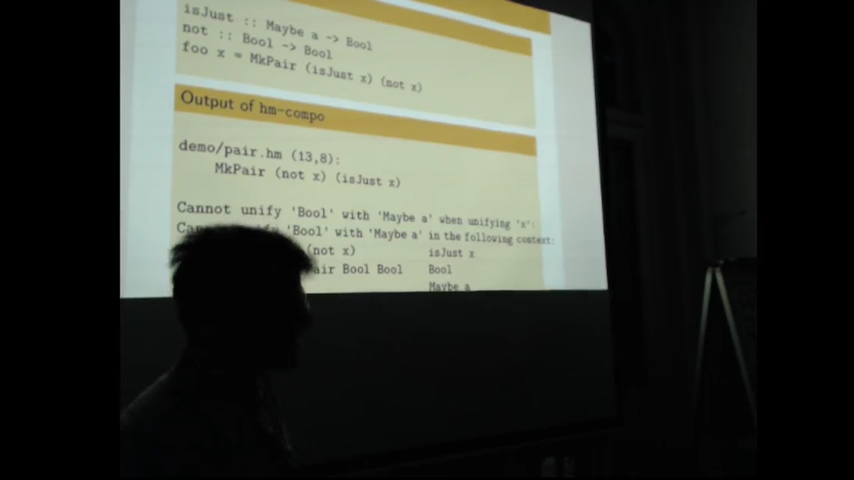 isJust :: Maybe a -> Bool
not :: Bool -> Bool
foo x = MkPair (isJust x) (not x)
Output of hm-compo
demo/pair.hm (13,8):
MkPair (not x) (isJust x)
Cannot unify 'Bool' with 'Maybe a' when unifying 'x':
'Bool' with 'Maybe a' in the following context:
(not x) isJust x
Bool Bool Bool
Maybe a